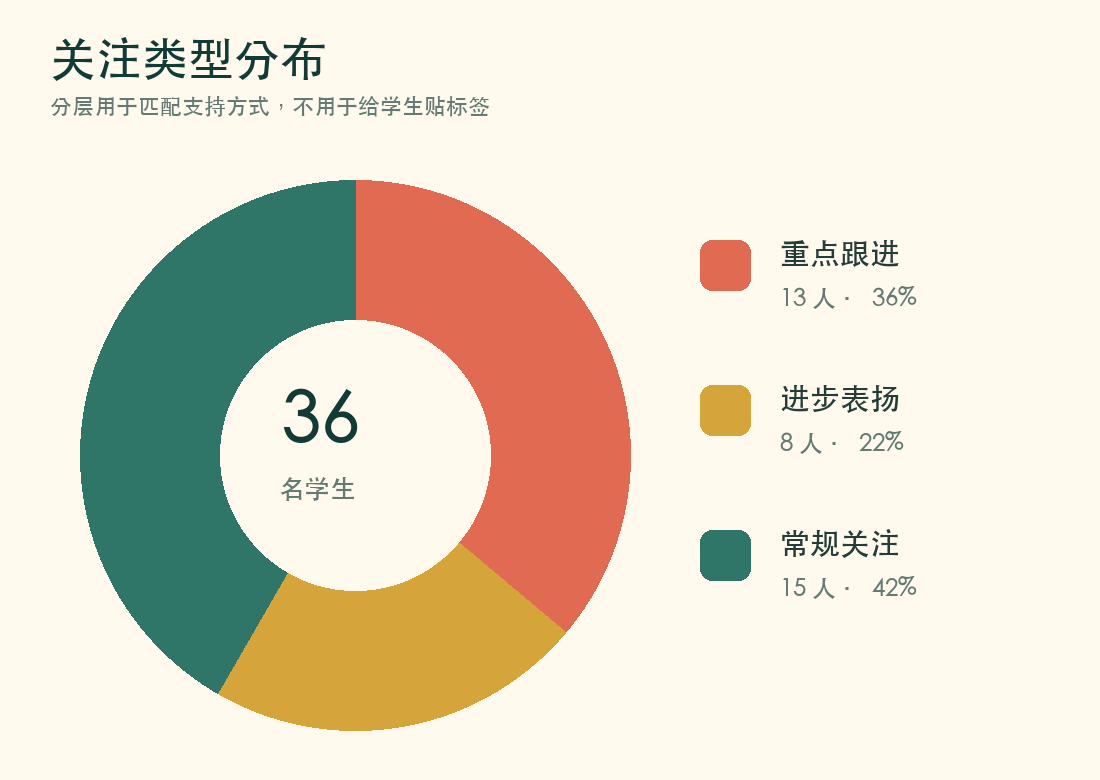 关注类型分布
分层用于匹配支持方式，不用于给学生贴标签
36
名学生
重点跟进
13 人 · 36%
进步表扬
8 人 · 22%
常规关注
15 人 · 42%